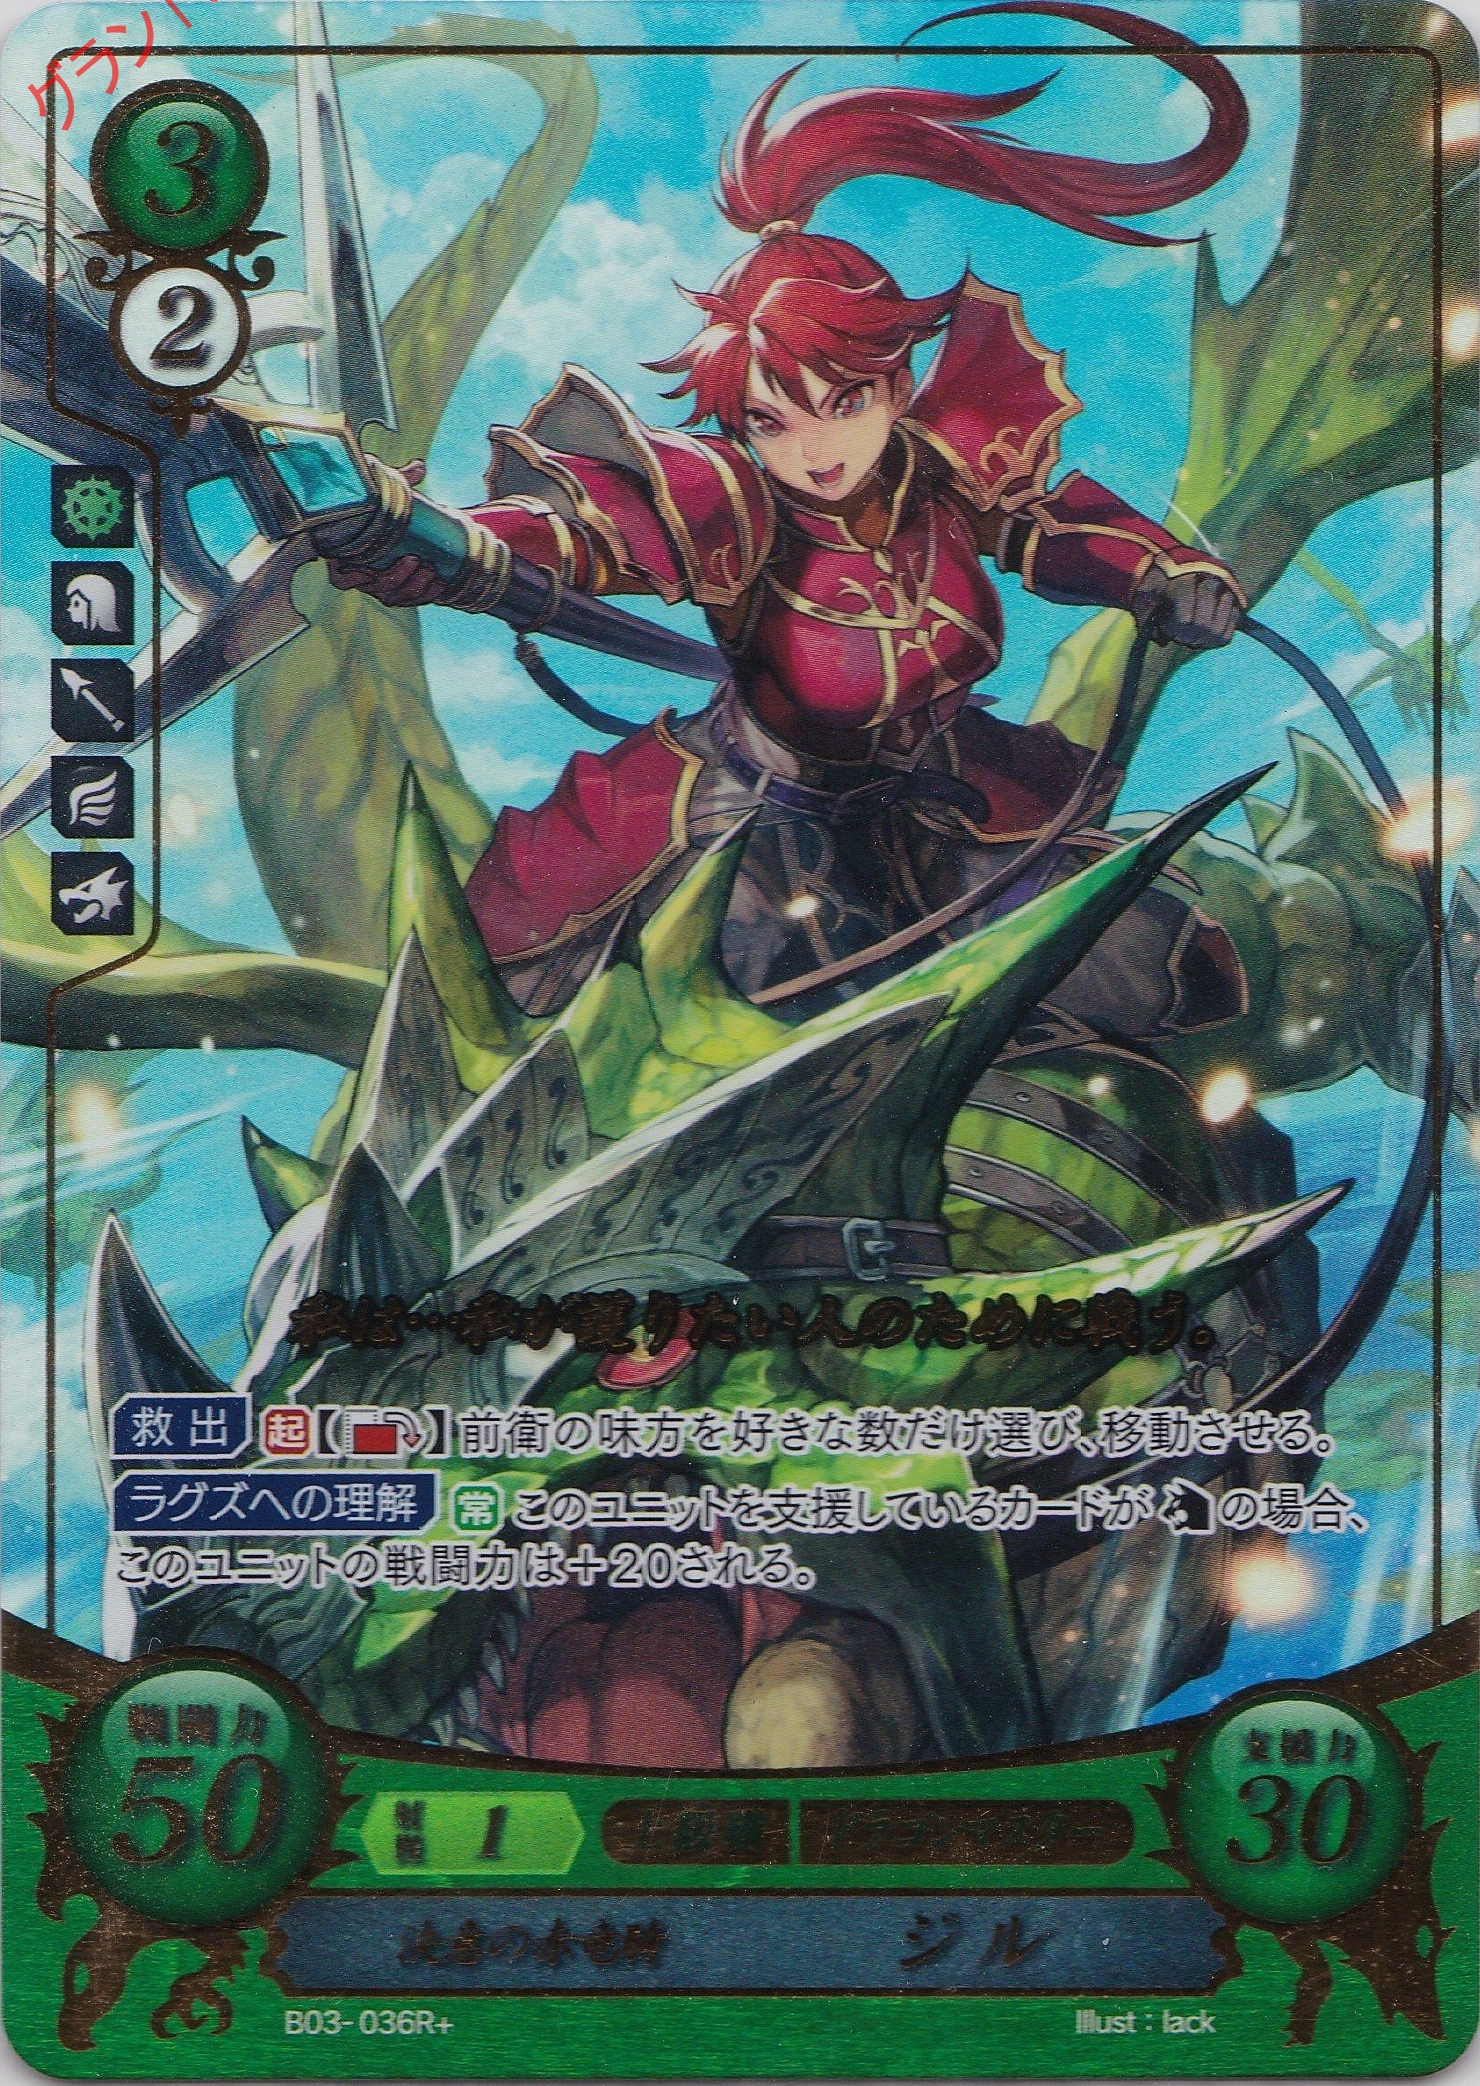 グラン
3
2
私は…私が護りたい人のために戦う。
救出 起【】前衛の味方を好きな数だけ選び、移動させる。
ラグズへの理解 常 このユニットを支援しているカードがの場合、
このユニットの戦闘力は+20される。
戦闘力
50
射程 1
上級職 ドラゴンマスター
支援力
30
の赤竜騎 ジル
B03-036R+
Illust:lack